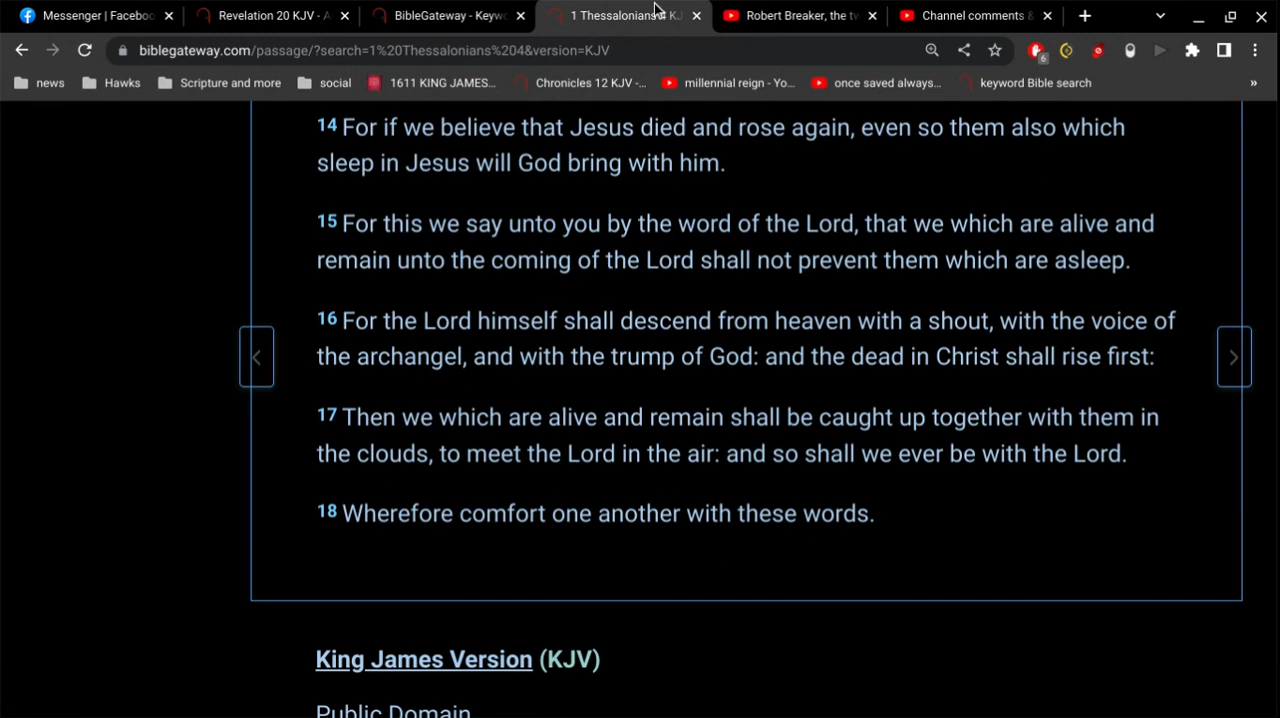 Messenger | Faceboo
Revelation 20 KJV - A
BibleGateway - Keyw
1 Thessalonians 4 KJ
Robert Breaker, the tw
Channel comments &
biblegateway.com/passage/?search=1%20Thessalonians%204&version=KJV
6
news
Hawks
Scripture and more
social
1611 KING JAMES...
Chronicles 12 KJV -...
millennial reign - Yo...
once saved always...
keyword Bible search
»
14 For if we believe that Jesus died and rose again, even so them also which
sleep in Jesus will God bring with him.
15 For this we say unto you by the word of the Lord, that we which are alive and
remain unto the coming of the Lord shall not prevent them which are asleep.
16 For the Lord himself shall descend from heaven with a shout, with the voice of
the archangel, and with the trump of God: and the dead in Christ shall rise first:
17 Then we which are alive and remain shall be caught up together with them in
the clouds, to meet the Lord in the air: and so shall we ever be with the Lord.
18 Wherefore comfort one another with these words.
King James Version (KJV)
Public Domain